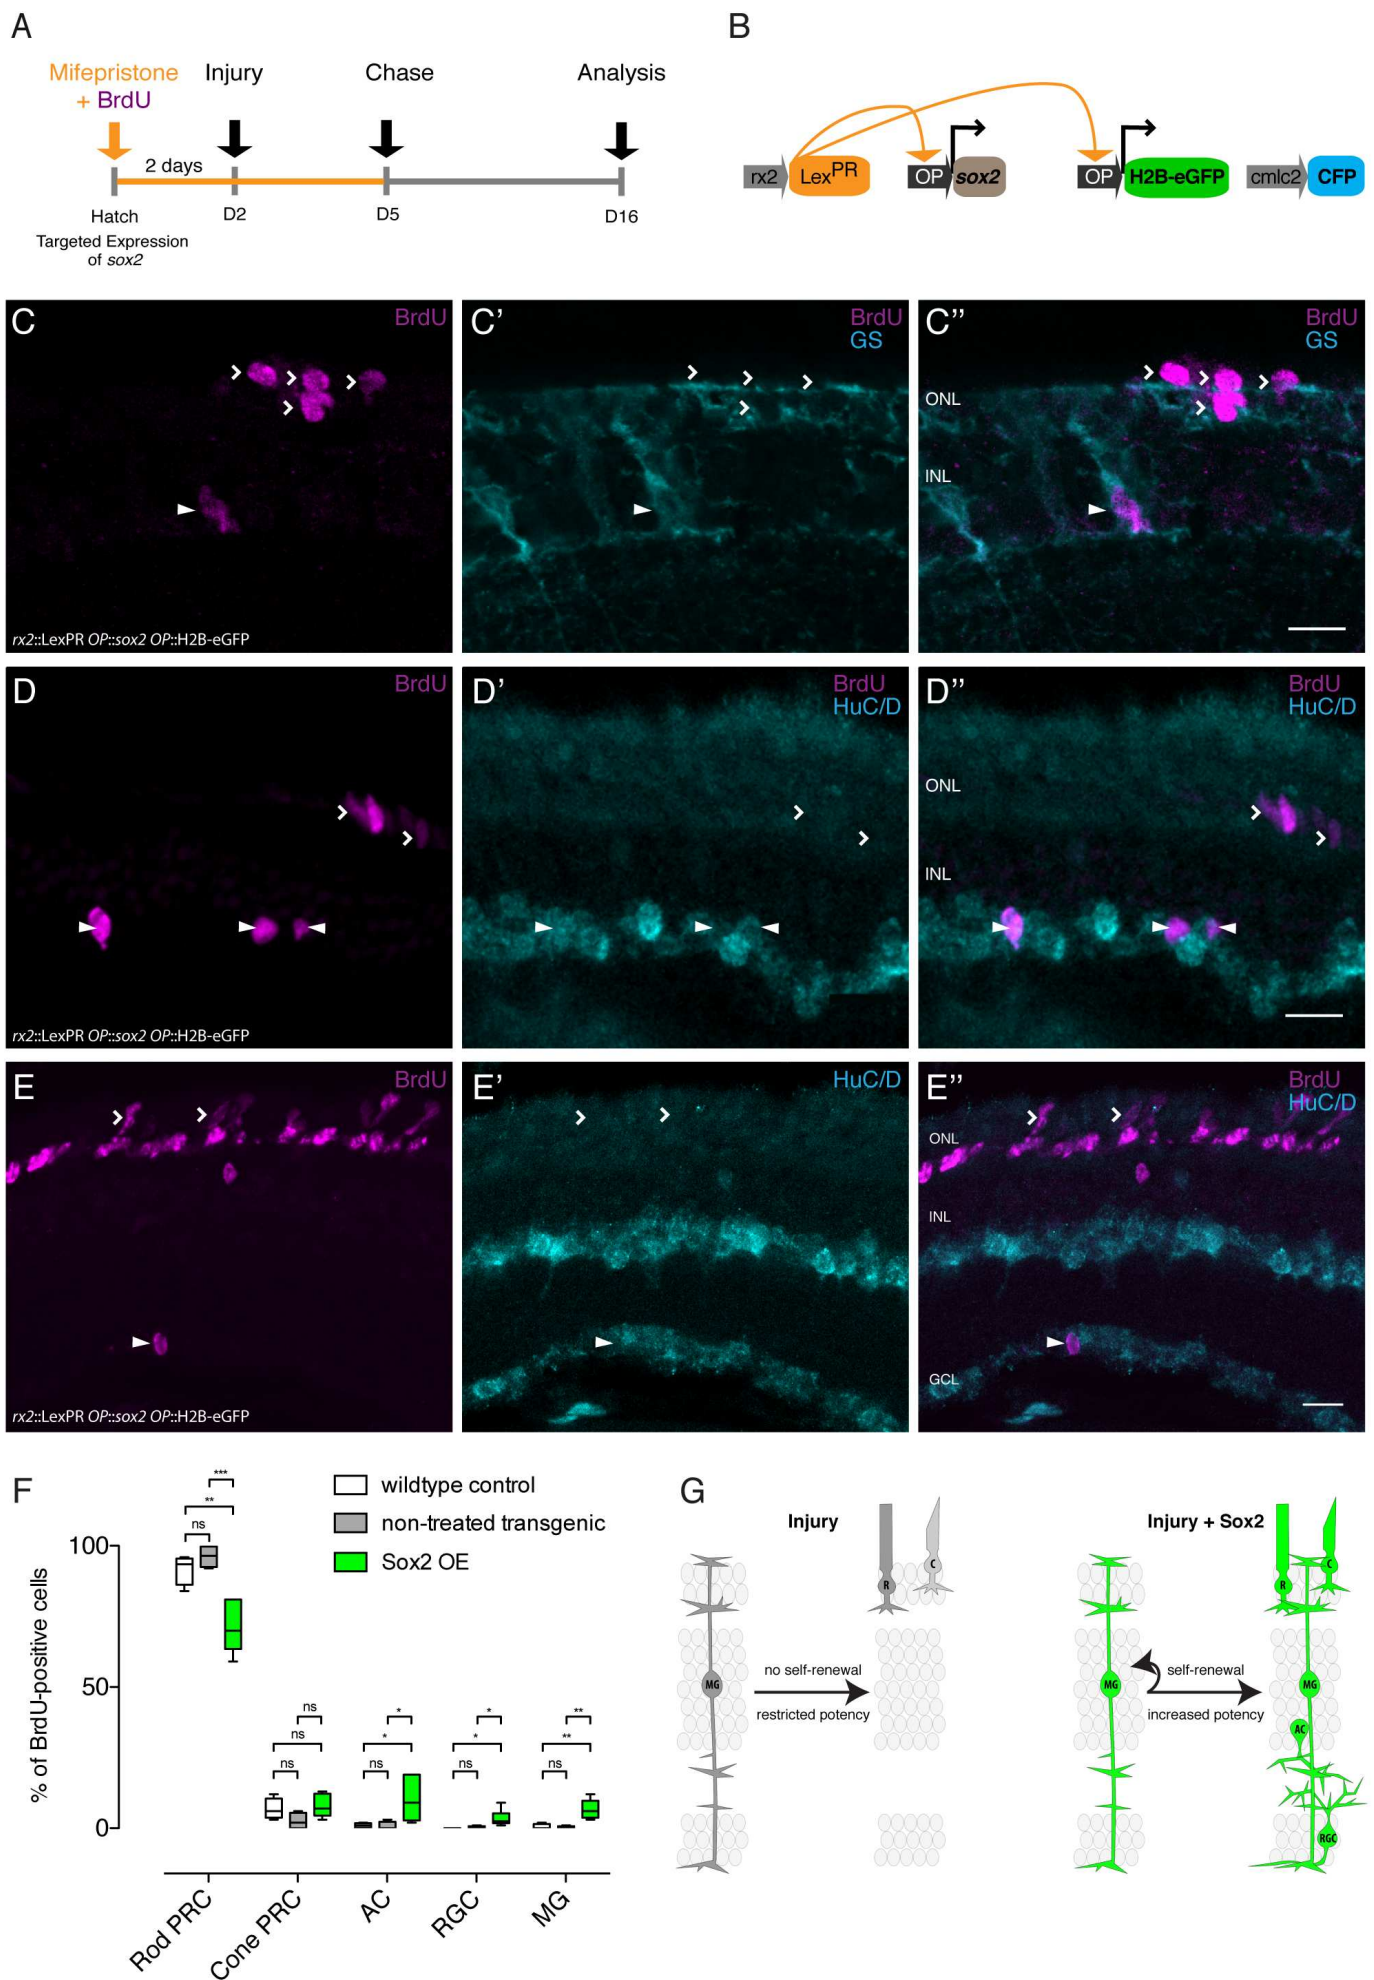 A
Mifepristone
+ BrdU
Injury
Chase
Analysis
2 days
Hatch
D2
D5
D16
Targeted Expression
of sox2
B
rx2
LexPR
OP
sox2
OP
H2B-eGFP
cmlc2
CFP
C
BrdU
rx2::LexPR OP::sox2 OP::H2B-eGFP
C’
BrdU
GS
C’’
BrdU
GS
ONL
INL
D
BrdU
rx2::LexPR OP::sox2 OP::H2B-eGFP
D’
BrdU
HuC/D
D’’
BrdU
HuC/D
ONL
INL
E
BrdU
rx2::LexPR OP::sox2 OP::H2B-eGFP
E’
HuC/D
E’’
BrdU
HuC/D
ONL
INL
GCL
F
wildtype control
non-treated transgenic
Sox2 OE
% of BrdU-positive cells
100
50
0
***
**
ns
ns
ns
ns
*
*
ns
*
*
ns
**
**
ns
Rod PRC
Cone PRC
AC
RGC
MG
G
Injury
R
C
MG
no self-renewal
restricted potency
Injury + Sox2
R
C
MG
self-renewal
increased potency
MG
AC
RGC